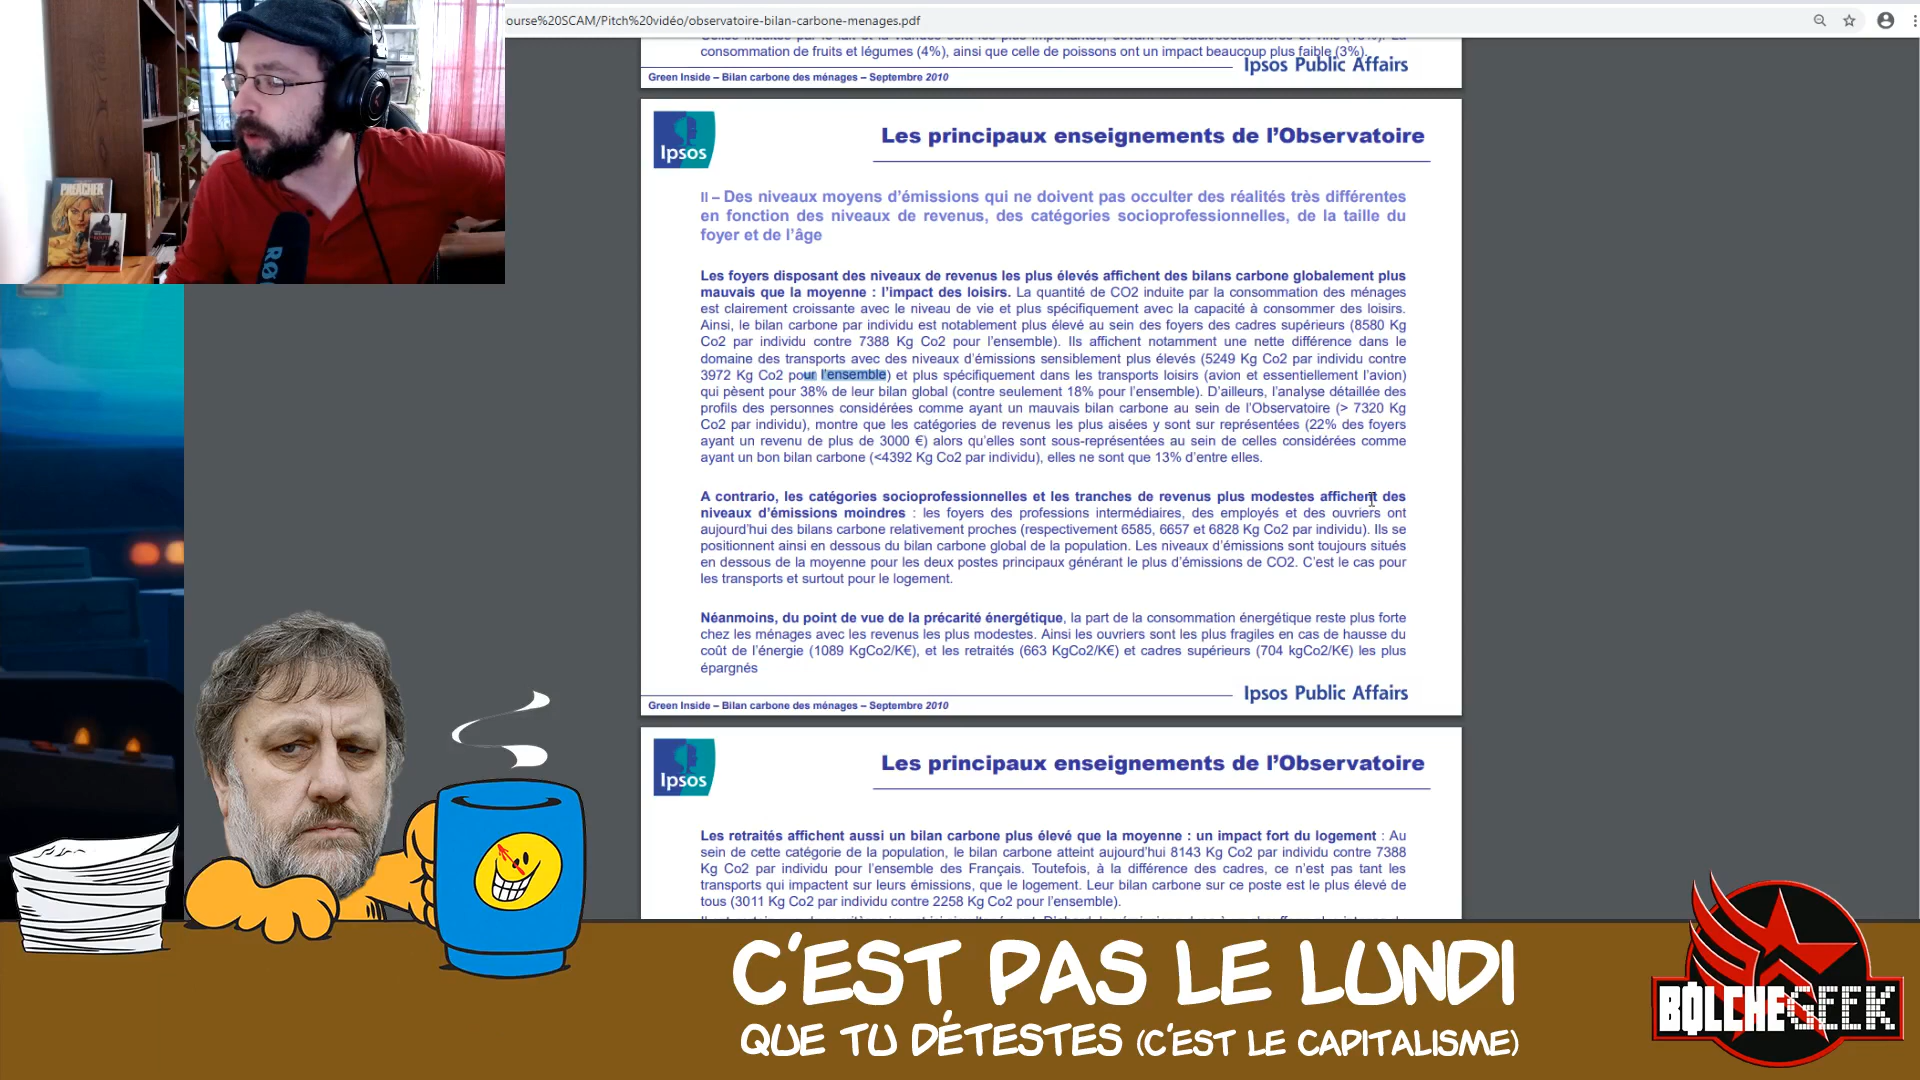 ourse%20SCAM/Pitch%20vidéo/observatoire-bilan-carbone-menages.pdf
consommation de fruits et légumes (4%), ainsi que celle de poissons ont un impact beaucoup plus faible (3%).
Ipsos Public Affairs
Green Inside – Bilan carbone des ménages – Septembre 2010
Ipsos
Les principaux enseignements de l’Observatoire
II – Des niveaux moyens d’émissions qui ne doivent pas occulter des réalités très différentes
en fonction des niveaux de revenus, des catégories socioprofessionnelles, de la taille du
foyer et de l’âge
Les foyers disposant des niveaux de revenus les plus élevés affichent des bilans carbone globalement plus
mauvais que la moyenne : l’impact des loisirs. La quantité de CO2 induite par la consommation des ménages
est clairement croissante avec le niveau de vie et plus spécifiquement avec la capacité à consommer des loisirs.
Ainsi, le bilan carbone par individu est notablement plus élevé au sein des foyers des cadres supérieurs (8580 Kg
Co2 par individu contre 7388 Kg Co2 pour l’ensemble). Ils affichent notamment une nette différence dans le
domaine des transports avec des niveaux d’émissions sensiblement plus élevés (5249 Kg Co2 par individu contre
3972 Kg Co2 pour l’ensemble) et plus spécifiquement dans les transports loisirs (avion et essentiellement l’avion)
qui pèsent pour 38% de leur bilan global (contre seulement 18% pour l’ensemble). D’ailleurs, l’analyse détaillée des
profils des personnes considérées comme ayant un mauvais bilan carbone au sein de l’Observatoire (> 7320 Kg
Co2 par individu), montre que les catégories de revenus les plus aisées y sont sur représentées (22% des foyers
ayant un revenu de plus de 3000 €) alors qu’elles sont sous-représentées au sein de celles considérées comme
ayant un bon bilan carbone (<4392 Kg Co2 par individu), elles ne sont que 13% d’entre elles.
A contrario, les catégories socioprofessionnelles et les tranches de revenus plus modestes affichent des
niveaux d’émissions moindres : les foyers des professions intermédiaires, des employés et des ouvriers ont
aujourd’hui des bilans carbone relativement proches (respectivement 6585, 6657 et 6828 Kg Co2 par individu). Ils se
positionnent ainsi en dessous du bilan carbone global de la population. Les niveaux d’émissions sont toujours situés
en dessous de la moyenne pour les deux postes principaux générant le plus d’émissions de CO2. C’est le cas pour
les transports et surtout pour le logement.
Néanmoins, du point de vue de la précarité énergétique, la part de la consommation énergétique reste plus forte
chez les ménages avec les revenus les plus modestes. Ainsi les ouvriers sont les plus fragiles en cas de hausse du
coût de l’énergie (1089 KgCo2/K€), et les retraités (663 KgCo2/K€) et cadres supérieurs (704 kgCo2/K€) les plus
épargnés
Ipsos Public Affairs
Green Inside – Bilan carbone des ménages – Septembre 2010
Ipsos
Les principaux enseignements de l’Observatoire
Les retraités affichent aussi un bilan carbone plus élevé que la moyenne : un impact fort du logement : Au
sein de cette catégorie de la population, le bilan carbone atteint aujourd’hui 8143 Kg Co2 par individu contre 7388
Kg Co2 par individu pour l’ensemble des Français. Toutefois, à la différence des cadres, ce n’est pas tant les
transports qui impactent sur leurs émissions, que le logement. Leur bilan carbone sur ce poste est le plus élevé de
tous (3011 Kg Co2 par individu contre 2258 Kg Co2 pour l’ensemble).
PREACHER
RØ
C'EST PAS LE LUNDI
QUE TU DÉTESTES (C'EST LE CAPITALISME)
BOLCHEGEEK